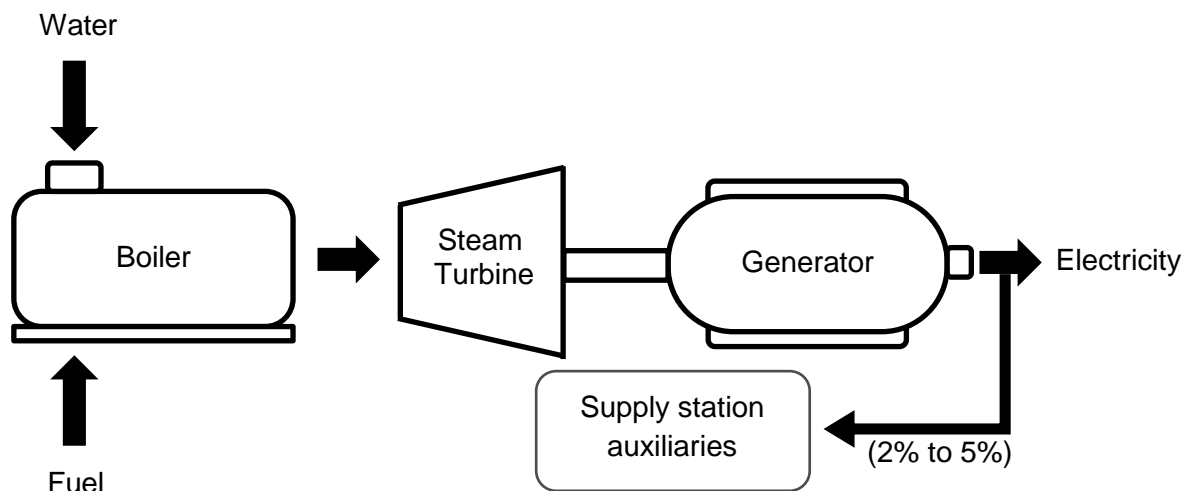 Water
Boiler
Steam
Turbine
Generator
Electricity
Supply station
auxiliaries
(2% to 5%)
Fuel